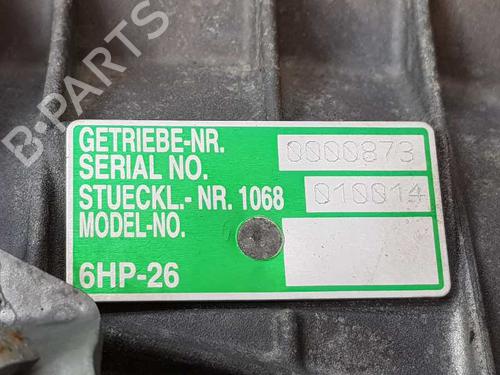 B-PARTS
GETRIEBE-NR. 0000873
SERIAL NO.
STUECKL.- NR. 1068 010014
MODEL-NO.
6HP-26